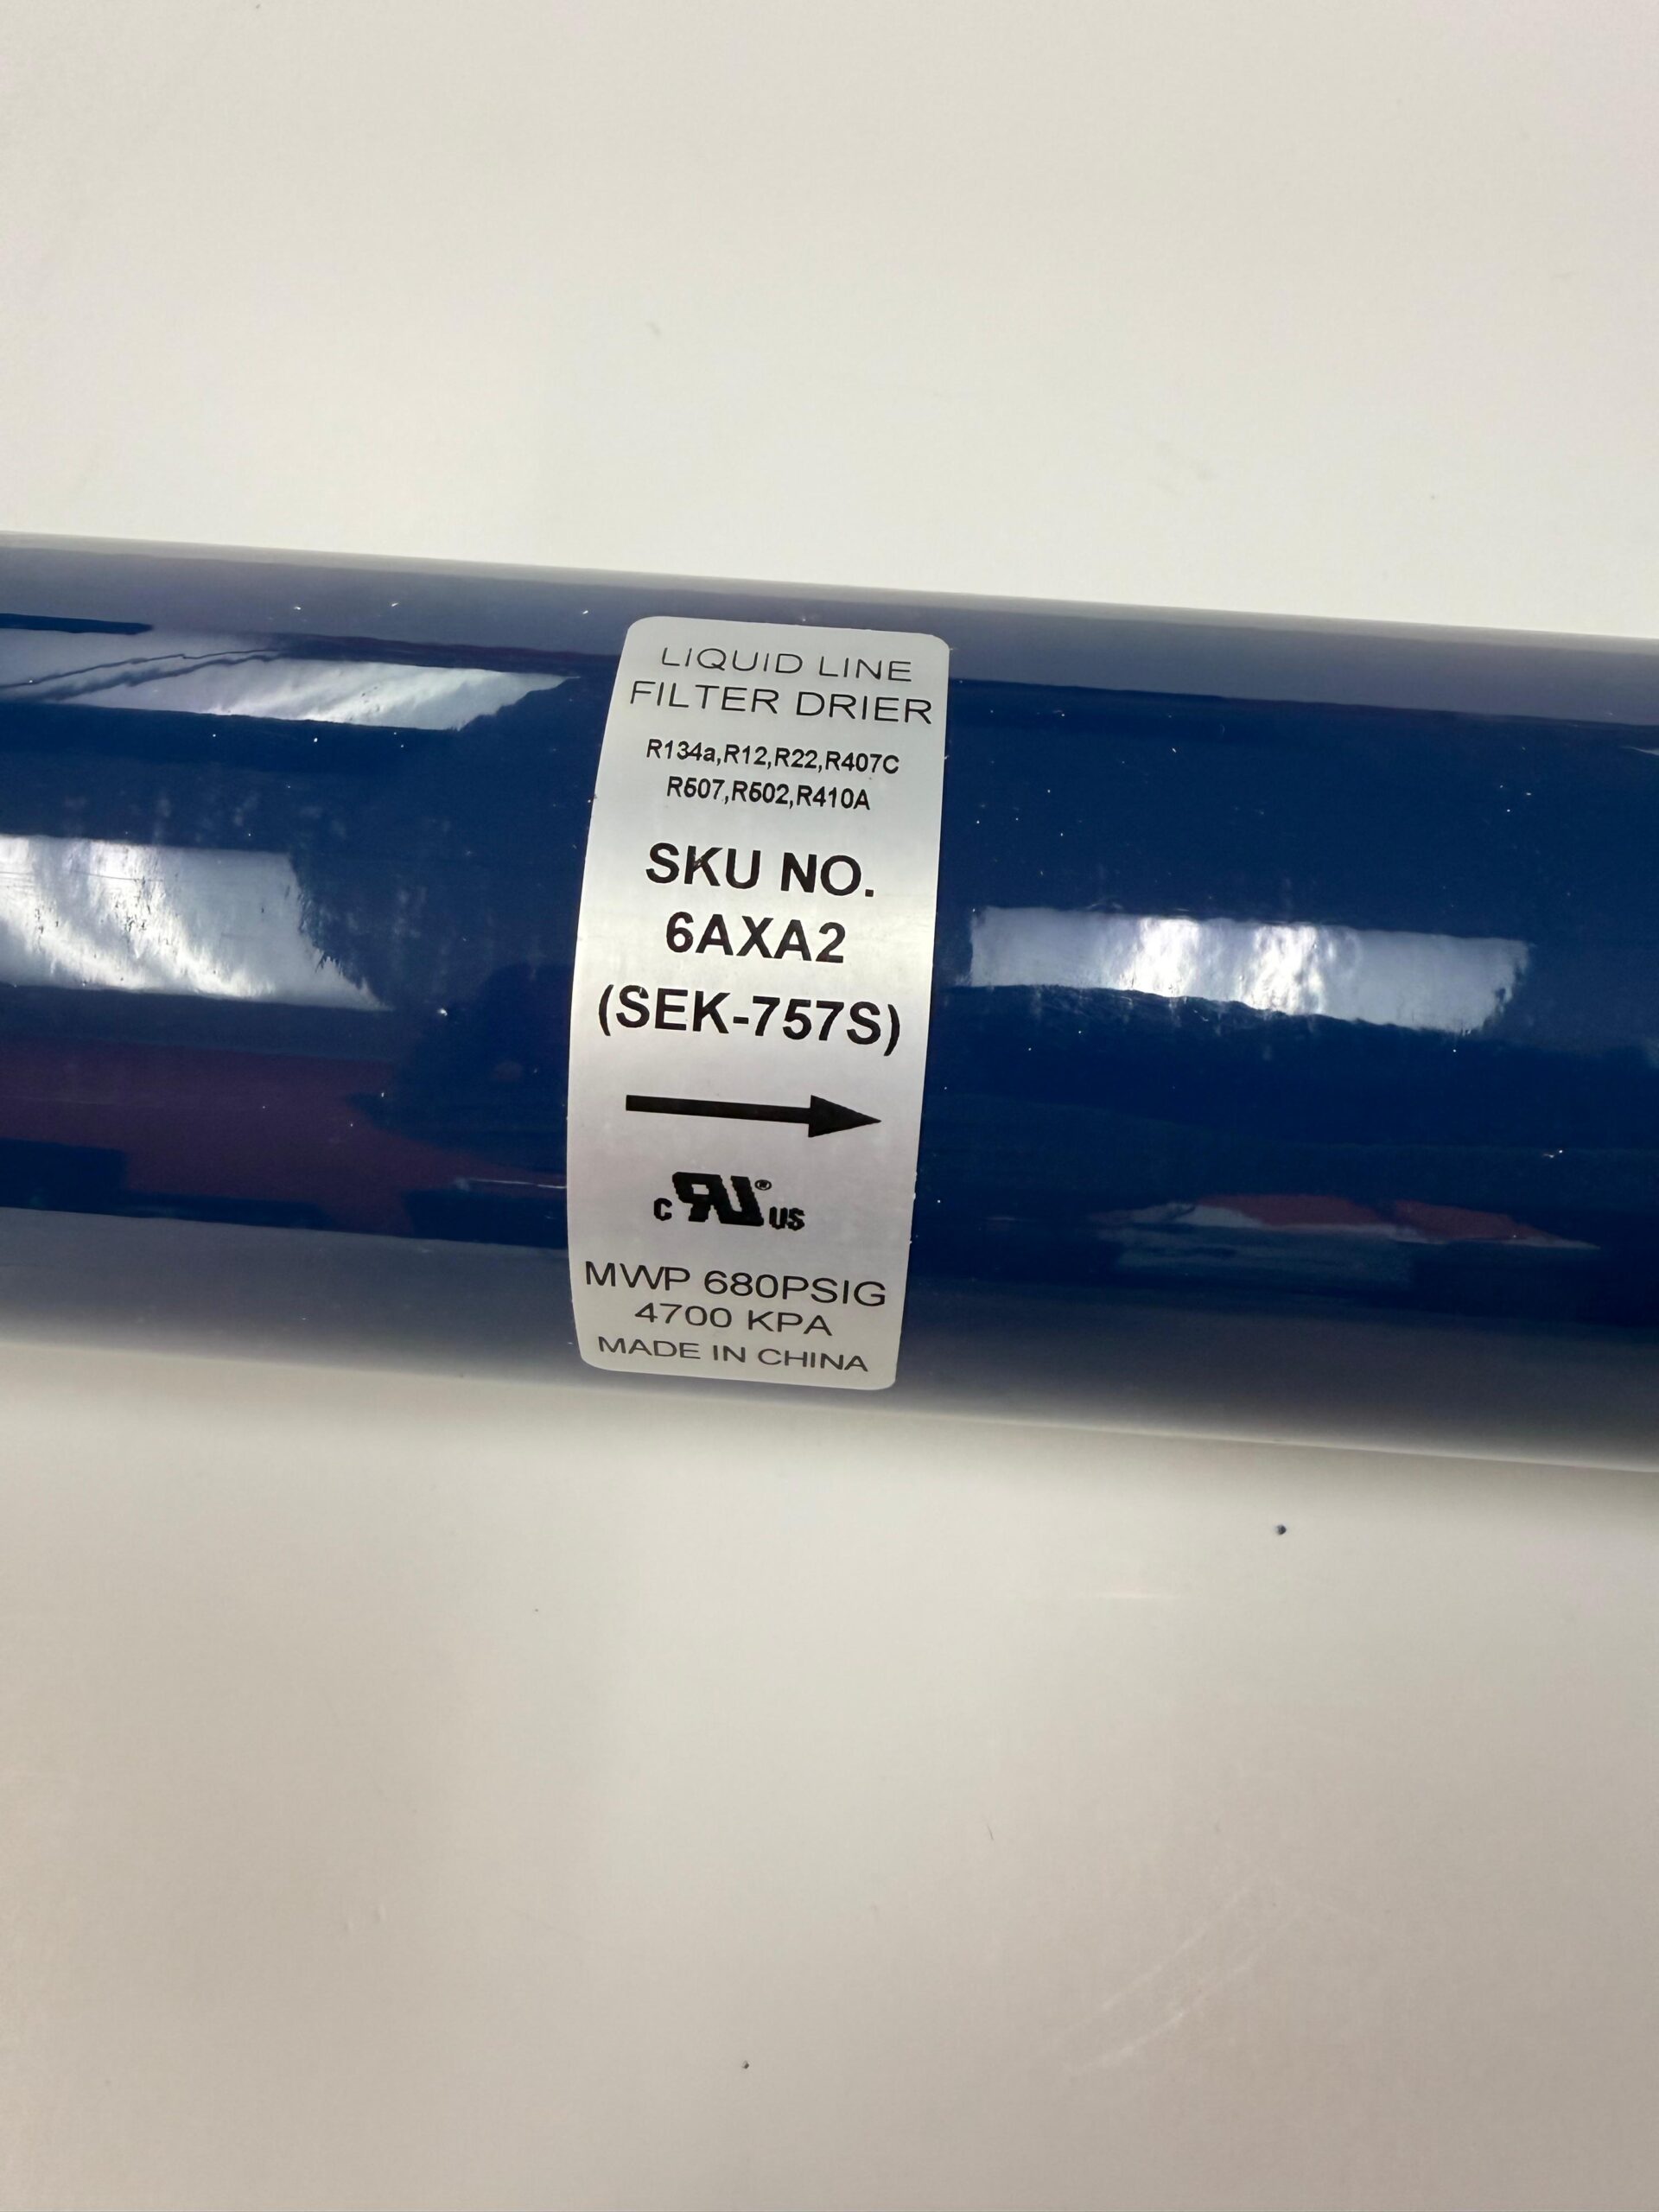 LIQUID LINE
FILTER DRIER
R134a,R12,R22,R407C
R507,R502,R410A
SKU NO.
6AXA2
(SEK-757S)
c RU® US
MWP 680PSIG
4700 KPA
MADE IN CHINA